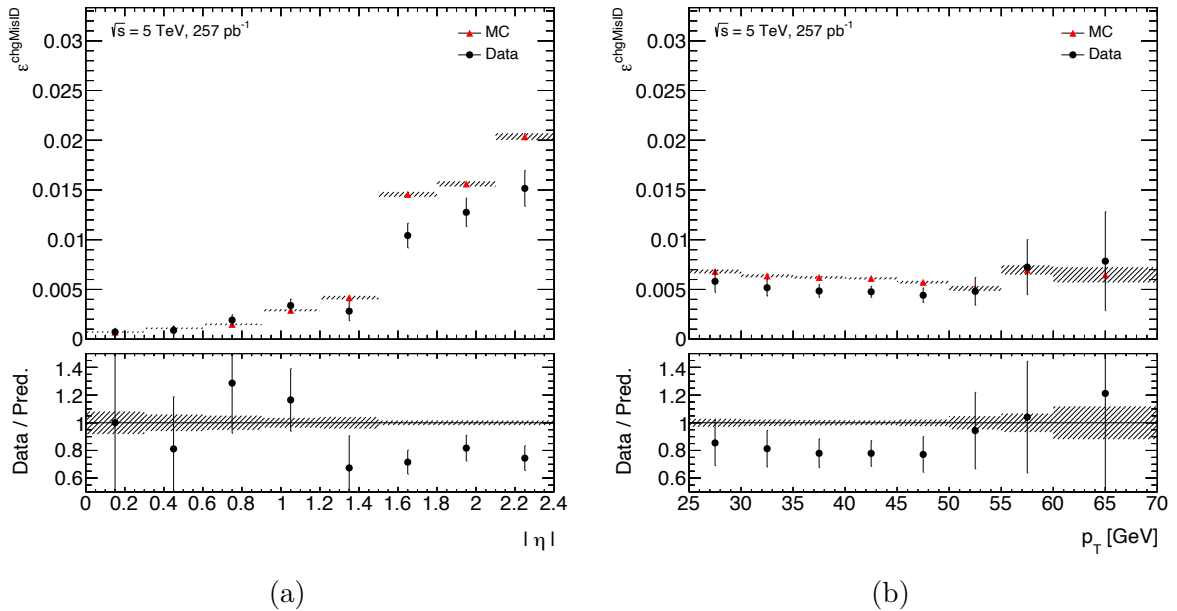 √s = 5 TeV, 257 pb⁻¹
MC
Data
ε^chgMisID
0.03
0.025
0.02
0.015
0.01
0.005
0
Data / Pred.
1.4
1.2
1
0.8
0.6
0 0.2 0.4 0.6 0.8 1 1.2 1.4 1.6 1.8 2 2.2 2.4
| η |
(a)
√s = 5 TeV, 257 pb⁻¹
MC
Data
ε^chgMisID
0.03
0.025
0.02
0.015
0.01
0.005
0
Data / Pred.
1.4
1.2
1
0.8
0.6
25 30 35 40 45 50 55 60 65 70
p_T [GeV]
(b)